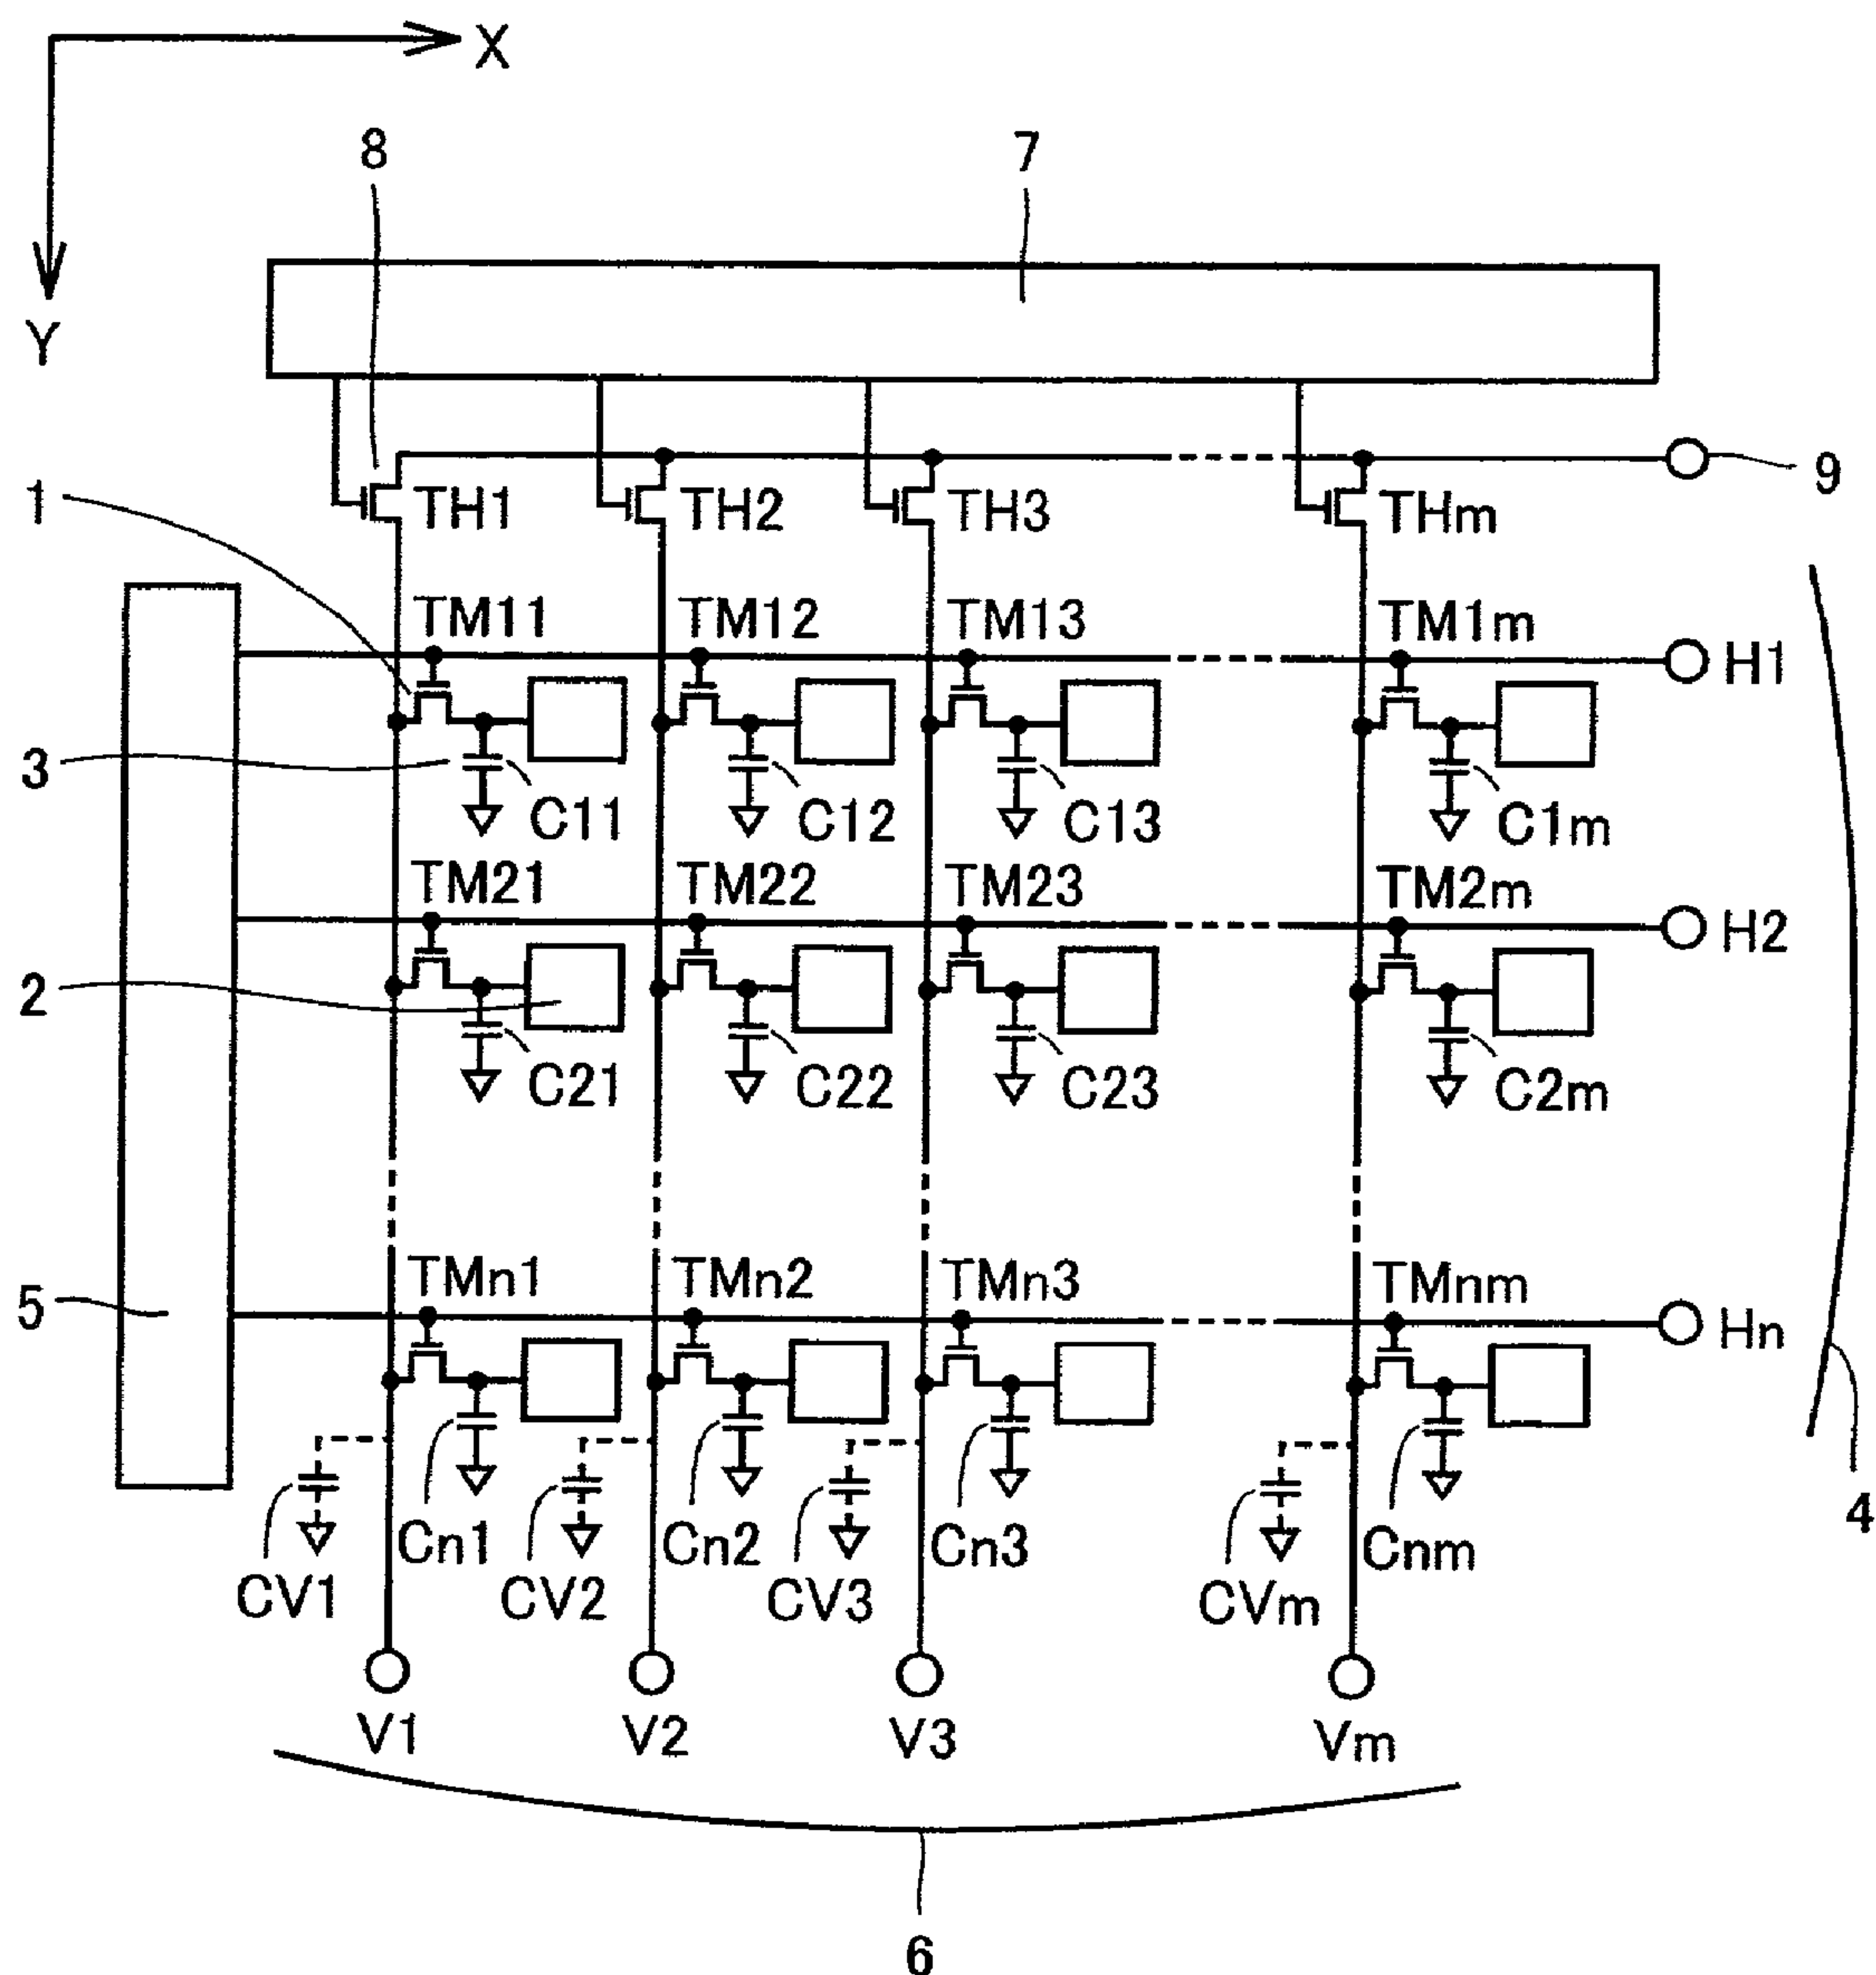 X
Y
8
7
9
TH1 TH2 TH3 THm
1
TM11 TM12 TM13 TM1m
H1
3
C11 C12 C13 C1m
TM21 TM22 TM23 TM2m
H2
2
C21 C22 C23 C2m
TMn1 TMn2 TMn3 TMnm
5
Hn
4
Cn1 Cn2 Cn3 Cnm
CV1 CV2 CV3 CVm
V1 V2 V3 Vm
6